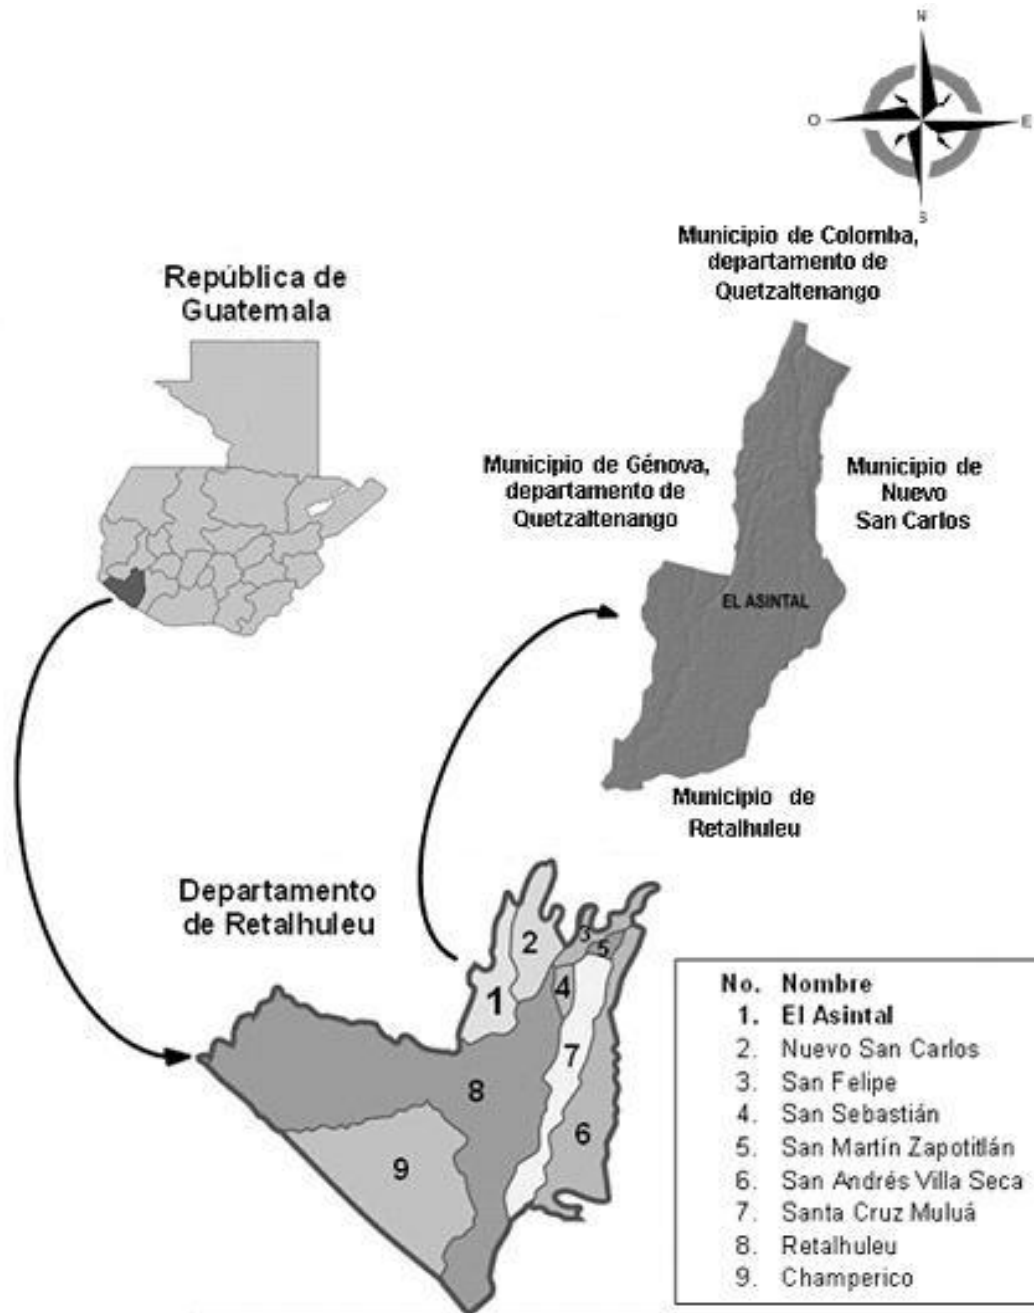 N
O
E
S
Municipio de Colomba,
departamento de
Quetzaltenango
República de
Guatemala
Municipio de Génova,
departamento de
Quetzaltenango
Municipio de
Nuevo
San Carlos
EL ASINTAL
Municipio de
Retalhuleu
Departamento
de Retalhuleu
2
3
5
1
4
7
8
6
9
No. Nombre
1. El Asintal
2. Nuevo San Carlos
3. San Felipe
4. San Sebastián
5. San Martín Zapotitlán
6. San Andrés Villa Seca
7. Santa Cruz Muluá
8. Retalhuleu
9. Champerico